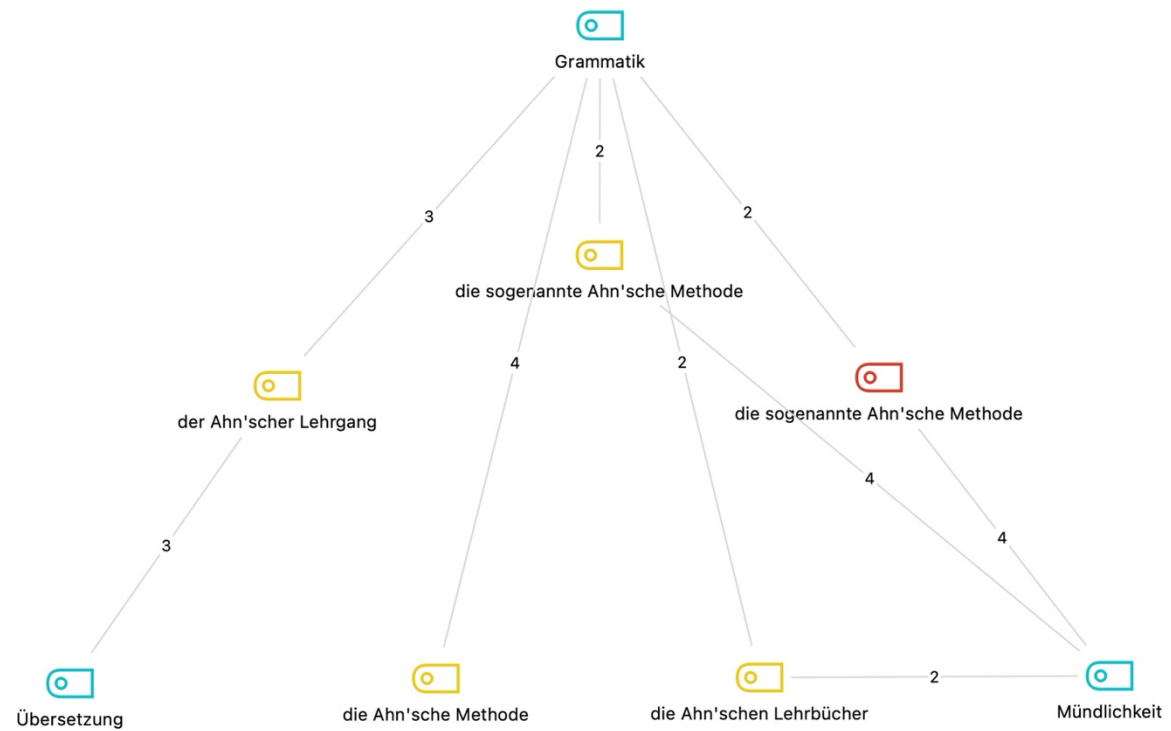 Grammatik
2
2
3
die sogenannte Ahn'sche Methode
4
2
die sogenannte Ahn'sche Methode
der Ahn'scher Lehrgang
4
4
3
2
die Ahn'sche Methode
die Ahn'schen Lehrbücher
Mündlichkeit
Übersetzung